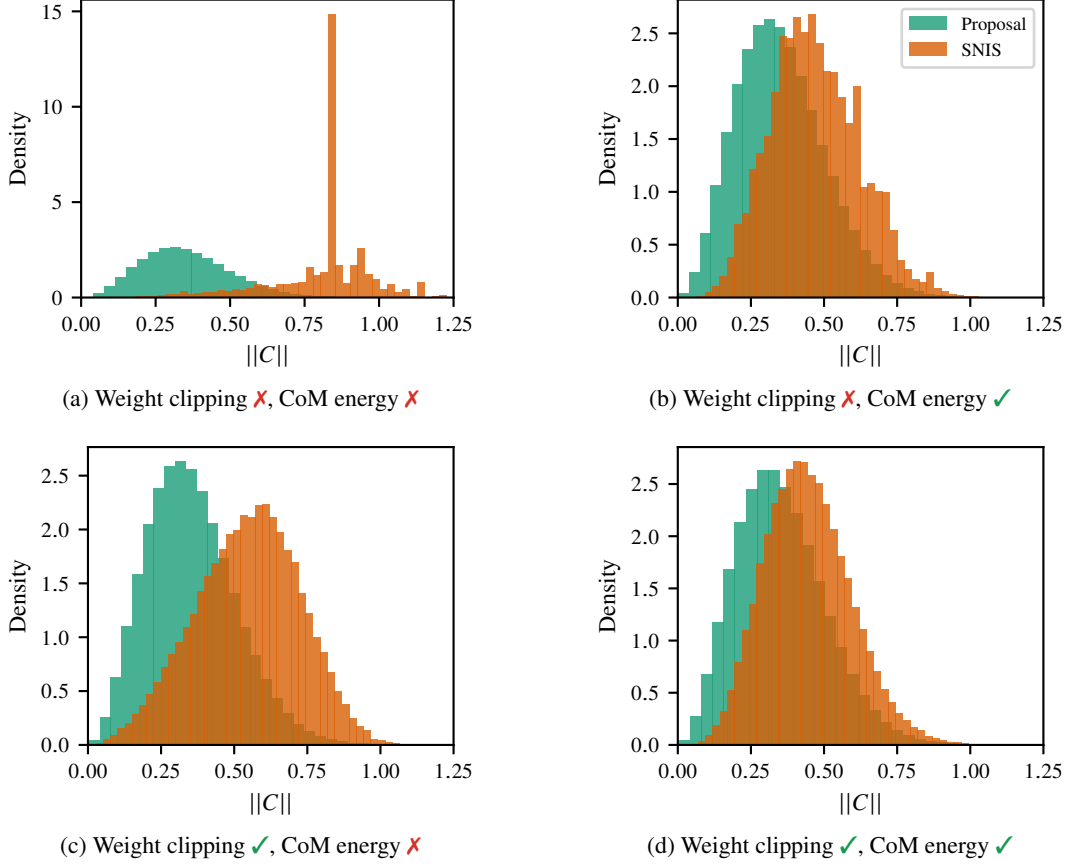 15
10
5
0
Density
0.00 0.25 0.50 0.75 1.00 1.25
||C||
(a) Weight clipping ✗, CoM energy ✗
Proposal
SNIS
2.5
2.0
1.5
1.0
0.5
0.0
Density
0.00 0.25 0.50 0.75 1.00 1.25
||C||
(b) Weight clipping ✗, CoM energy ✓
2.5
2.0
1.5
1.0
0.5
0.0
Density
0.00 0.25 0.50 0.75 1.00 1.25
||C||
(c) Weight clipping ✓, CoM energy ✗
2.5
2.0
1.5
1.0
0.5
0.0
Density
0.00 0.25 0.50 0.75 1.00 1.25
||C||
(d) Weight clipping ✓, CoM energy ✓